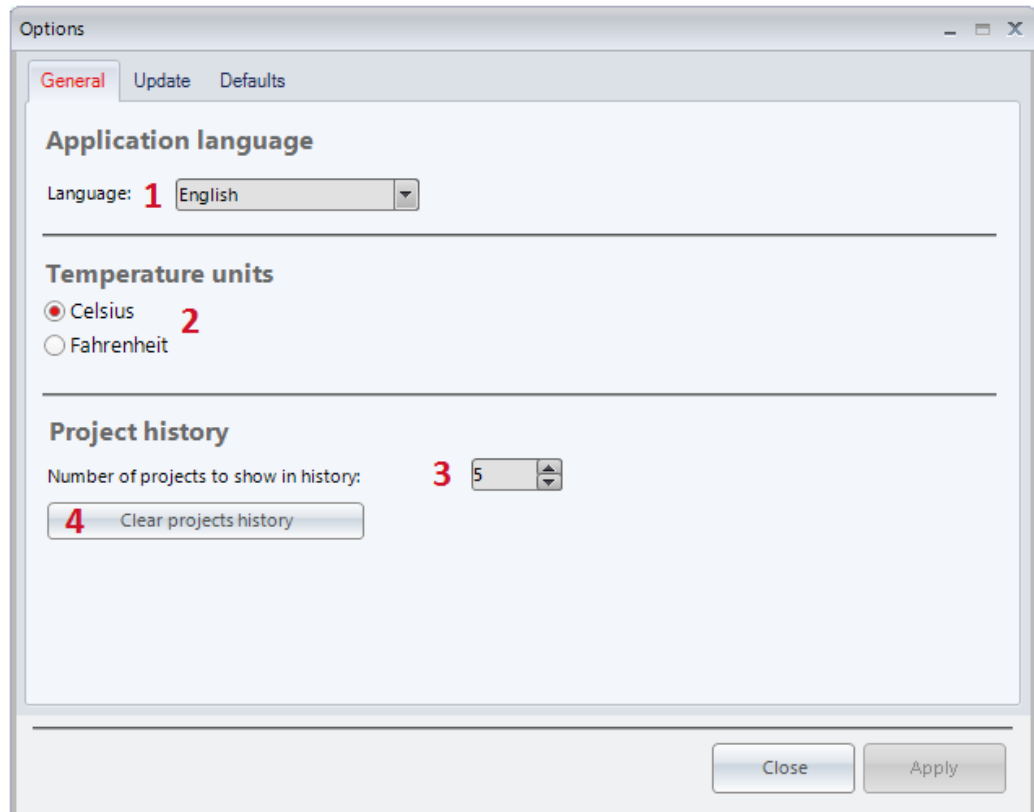 Options
General Update Defaults
Application language
Language: 1 English
Temperature units
Celsius
2
Fahrenheit
Project history
Number of projects to show in history: 3 5
4 Clear projects history
Close Apply